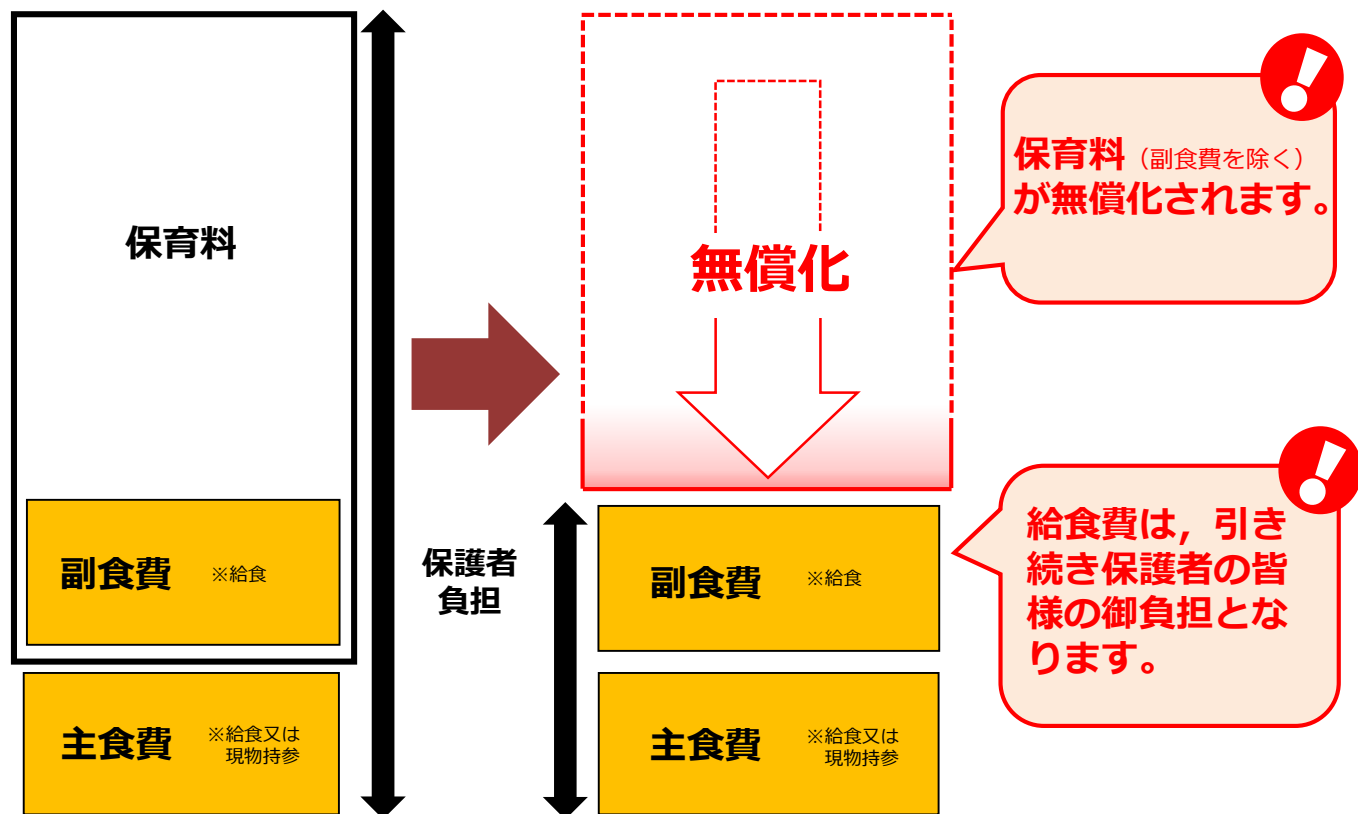 保育料
副食費 ※給食
主食費 ※給食又は
現物持参
保護者
負担
無償化
副食費 ※給食
主食費 ※給食又は
現物持参
保育料（副食費を除く）
が無償化されます。
給食費は，引き
続き保護者の皆
様の御負担とな
ります。